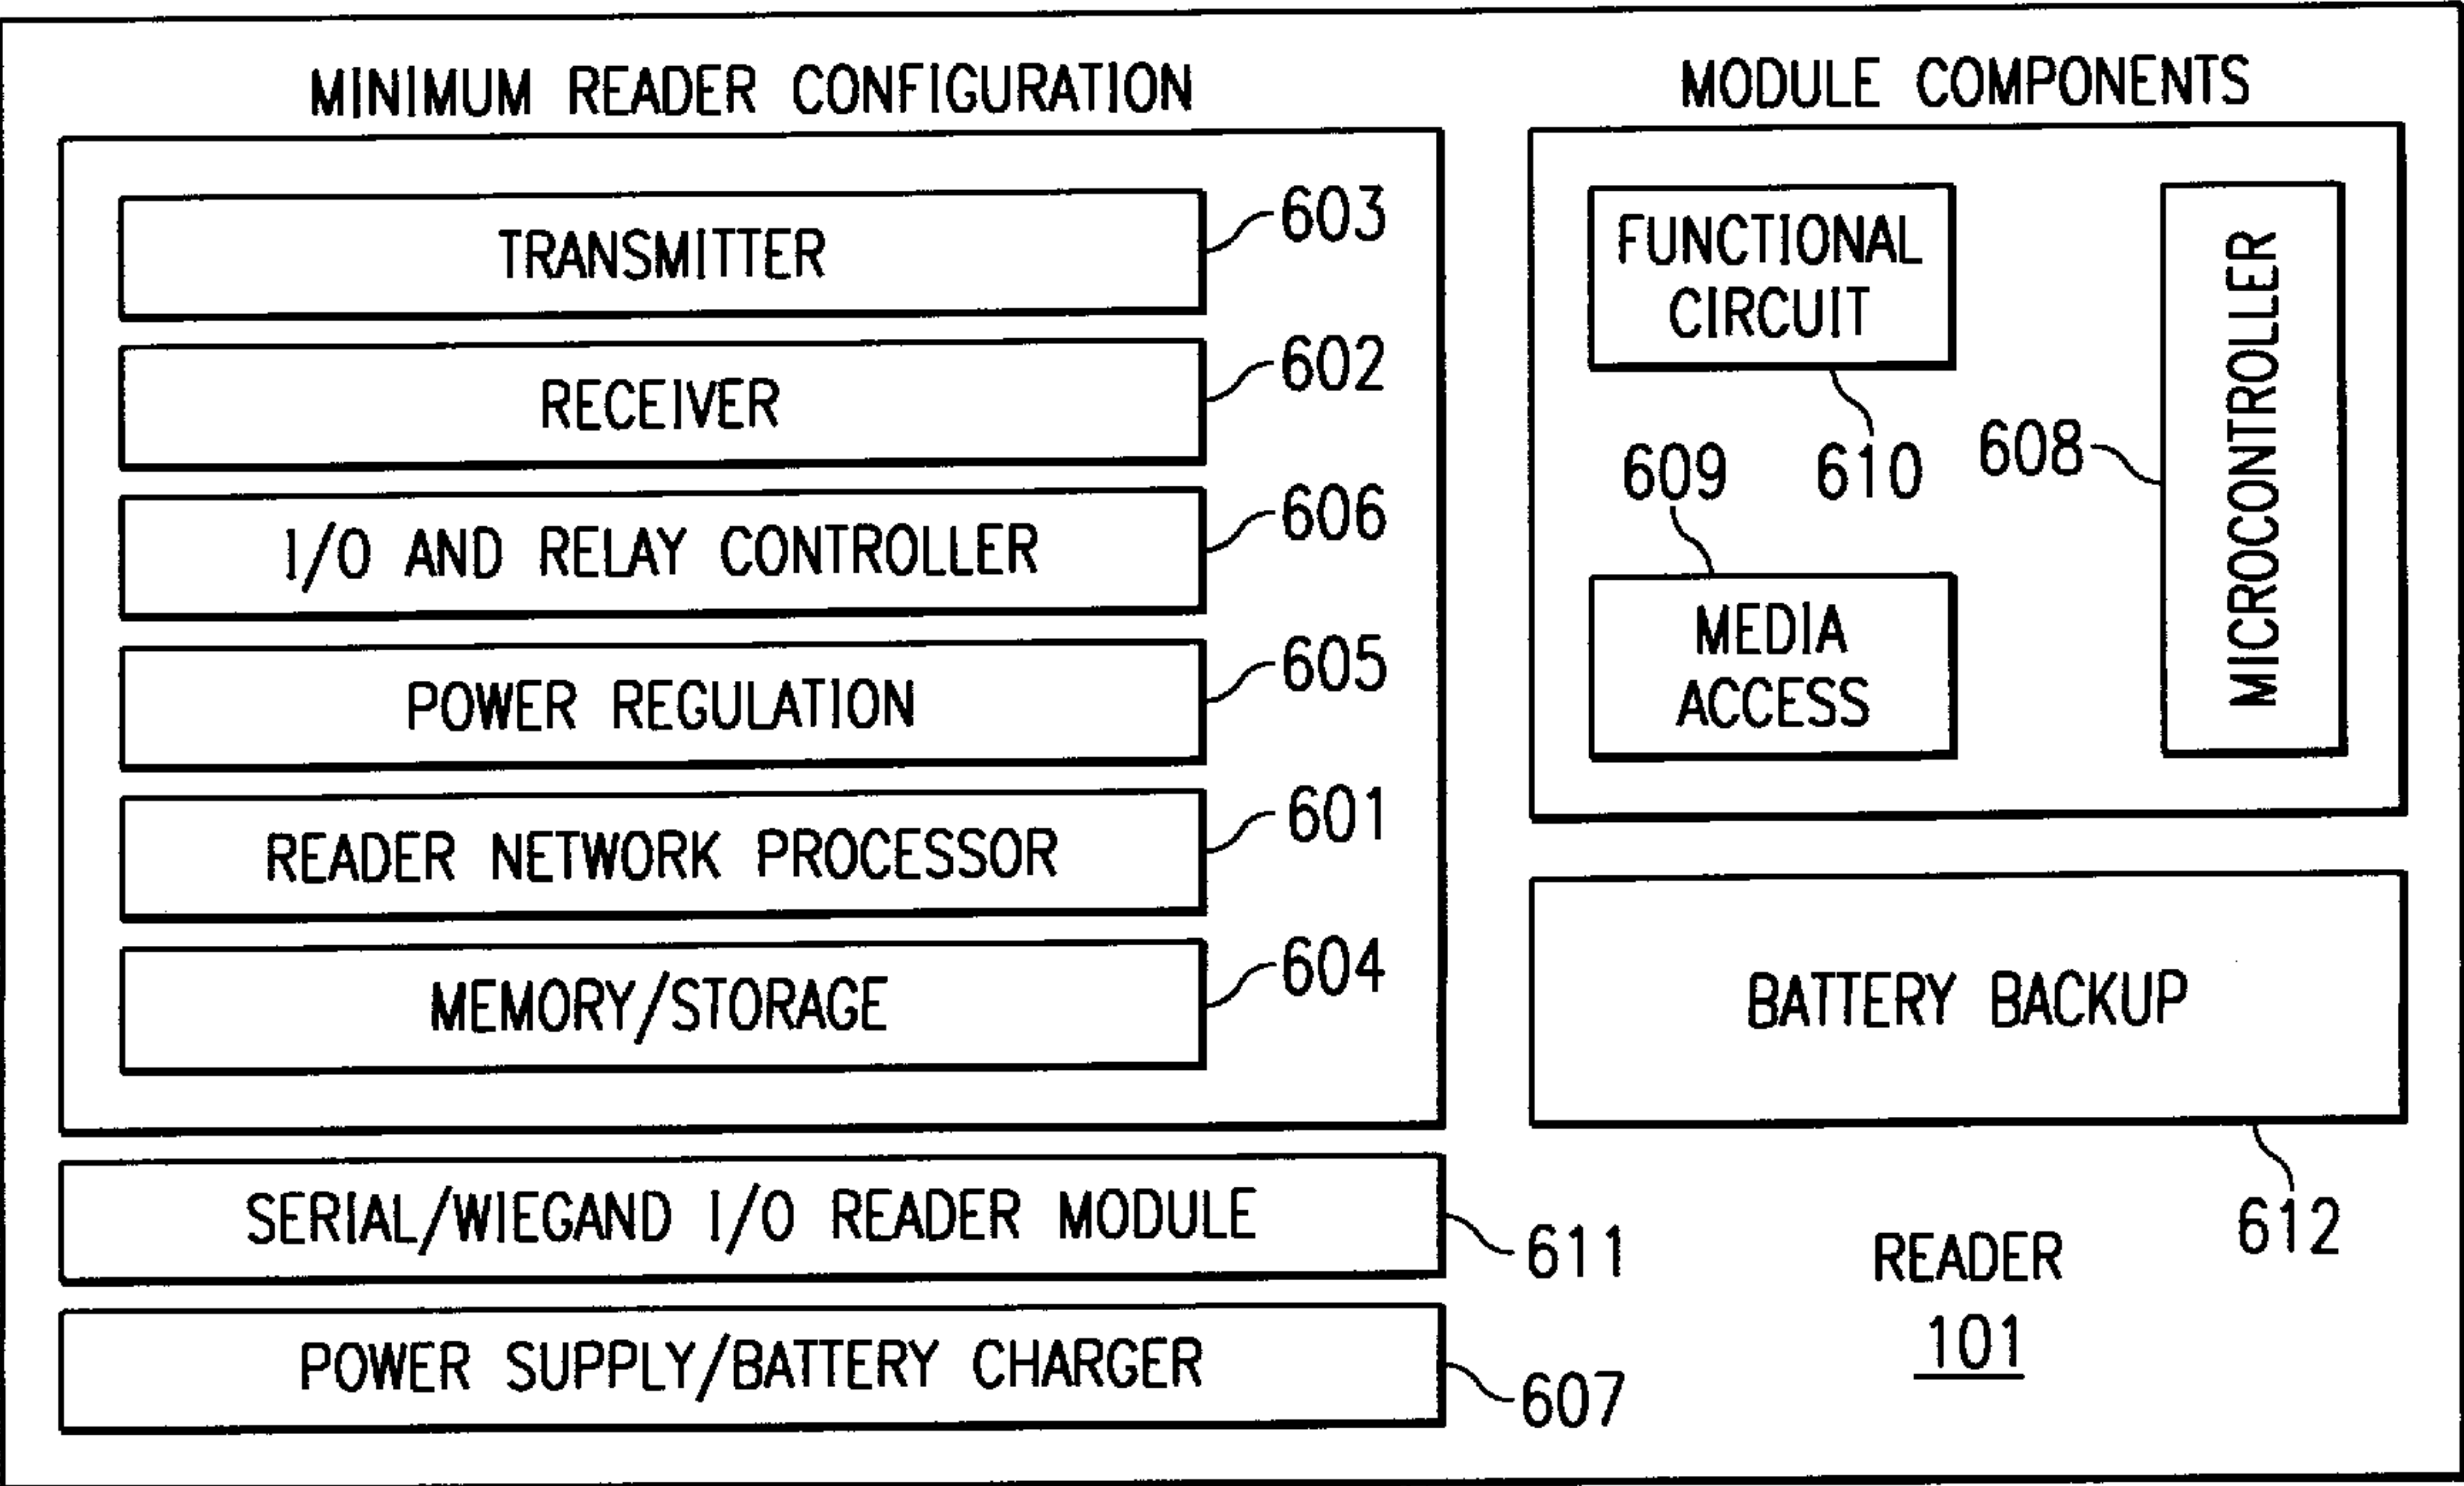 MINIMUM READER CONFIGURATION
TRANSMITTER
603
RECEIVER
602
I/O AND RELAY CONTROLLER
606
POWER REGULATION
605
READER NETWORK PROCESSOR
601
MEMORY/STORAGE
604
SERIAL/WIEGAND I/O READER MODULE
611
POWER SUPPLY/BATTERY CHARGER
607
MODULE COMPONENTS
FUNCTIONAL
CIRCUIT
610
609
MEDIA
ACCESS
608
MICROCONTROLLER
BATTERY BACKUP
612
READER
101